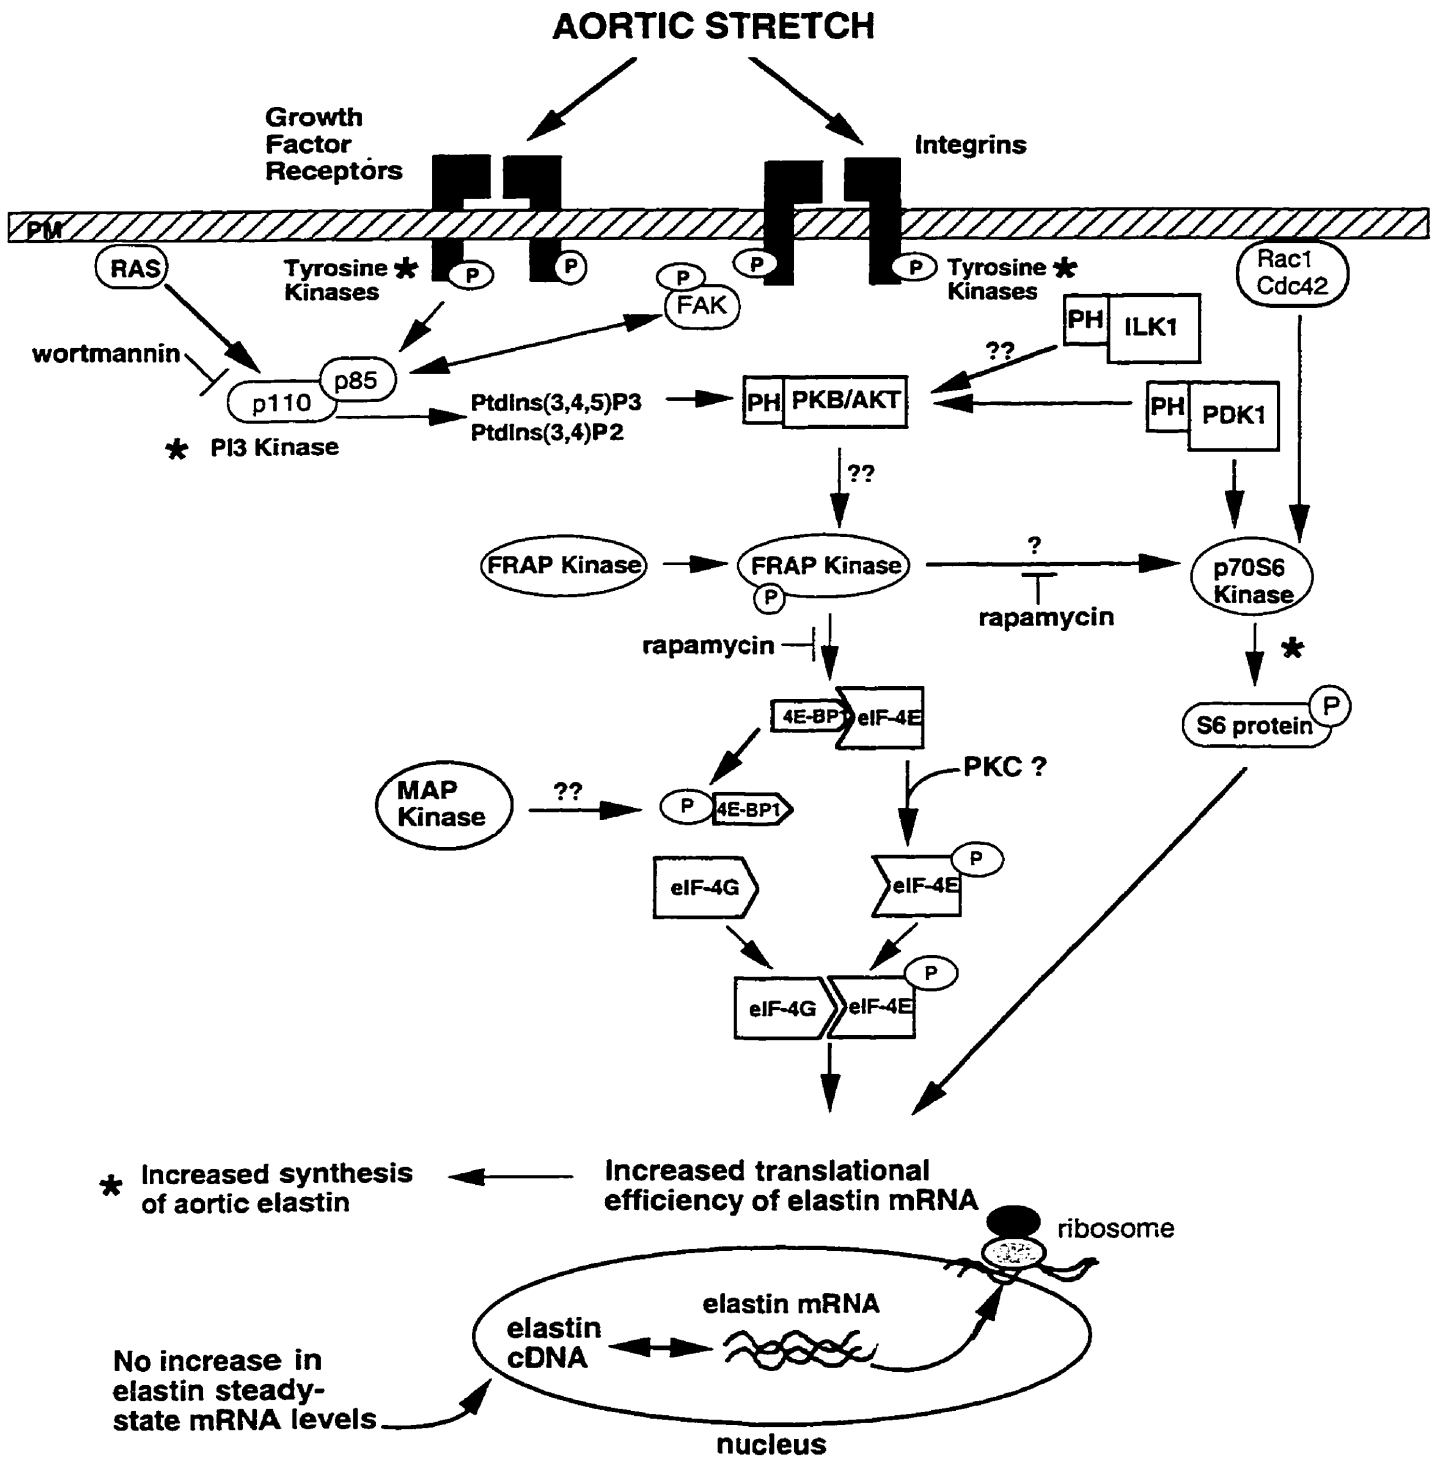 AORTIC STRETCH
Growth
Factor
Receptors
Integrins
PM
RAS
Tyrosine *
Kinases
P
P
P
FAK
P
P
Tyrosine *
Kinases
Rac1
Cdc42
PH
ILK1
??
wortmannin
p110
p85
* PI3 Kinase
PtdIns(3,4,5)P3
PtdIns(3,4)P2
PH
PKB/AKT
PH
PDK1
??
FRAP Kinase
FRAP Kinase
P
?
rapamycin
p70S6
Kinase
rapamycin
*
4E-BP1
eIF-4E
S6 protein
P
PKC ?
MAP
Kinase
??
P
4E-BP1
eIF-4G
eIF-4E
P
eIF-4G
eIF-4E
P
* Increased synthesis
of aortic elastin
Increased translational
efficiency of elastin mRNA
ribosome
elastin mRNA
elastin
cDNA
No increase in
elastin steady-
state mRNA levels
nucleus